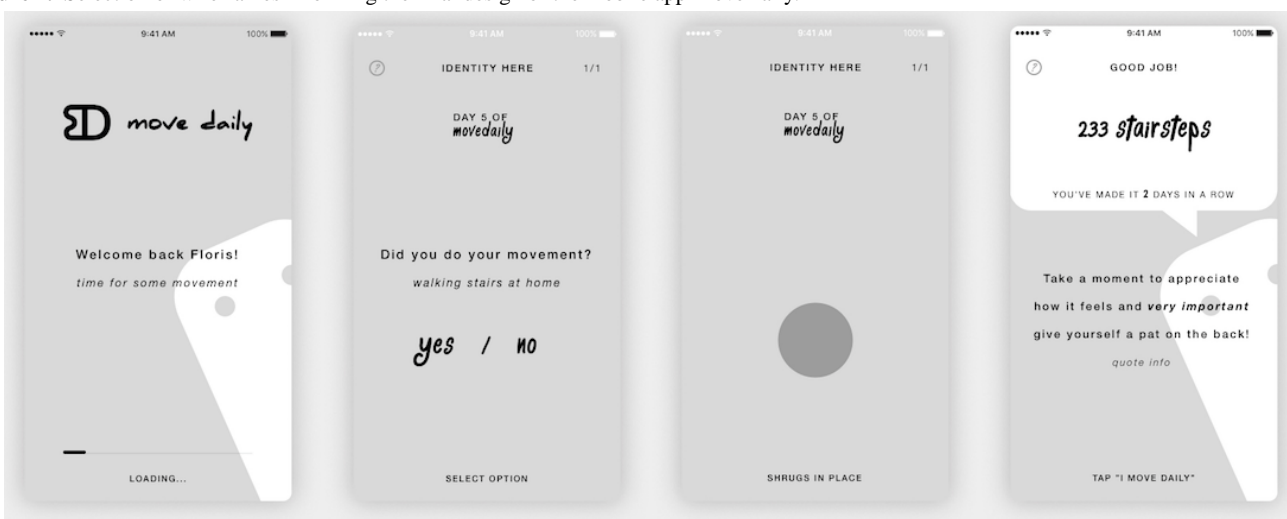 9:41 AM
100%
move daily
Welcome back Floris!
time for some movement
LOADING...
9:41 AM
100%
IDENTITY HERE
1/1
DAY 5 OF
movedaily
Did you do your movement?
walking stairs at home
yes / no
SELECT OPTION
9:41 AM
100%
IDENTITY HERE
1/1
DAY 5 OF
movedaily
SHRUGS IN PLACE
9:41 AM
100%
?
GOOD JOB!
233 stairsteps
YOU'VE MADE IT 2 DAYS IN A ROW
Take a moment to appreciate
how it feels and very important
give yourself a pat on the back!
quote info
TAP "I MOVE DAILY"